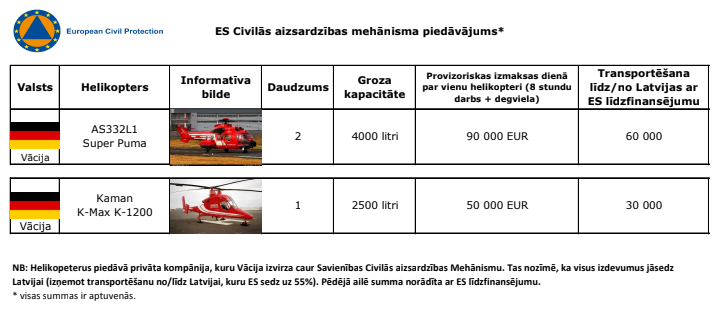 European Civil Protection
ES Civilās aizsardzības mehānisma piedāvājums*
Valsts
Helikopters
Informatīva
bilde
Daudzums
Groza
kapacitāte
Provizoriskas izmaksas dienā
par vienu helikopteri (8 stundu
darbs + degviela)
Transportēšana
līdz/no Latvijas ar
ES līdzfinansējumu
Vācija
AS332L1
Super Puma
2
4000 litri
90 000 EUR
60 000
Vācija
Kaman
K-Max K-1200
1
2500 litri
50 000 EUR
30 000
NB: Helikopeterus piedāvā privāta kompānija, kuru Vācija izvirza caur Savienības Civilās aizsardzības Mehānismu. Tas nozīmē, ka visus izdevumus jāsedz
Latvijai (izņemot transportēšanu no/līdz Latvijai, kuru ES sedz uz 55%). Pēdējā ailē summa norādīta ar ES līdzfinansējumu.
* visas summas ir aptuvenās.